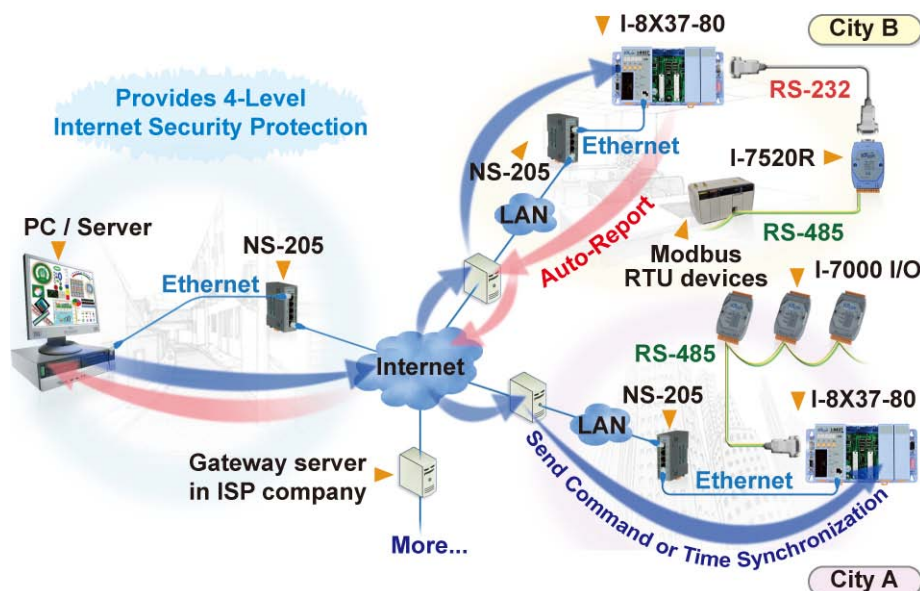 I-8X37-80
City B
Provides 4-Level
Internet Security Protection
RS-232
Ethernet
NS-205
I-7520R
LAN
PC / Server
NS-205
Auto-Report
RS-485
Modbus
RTU devices
I-7000 I/O
Ethernet
Internet
RS-485
NS-205
I-8X37-80
LAN
Gateway server
in ISP company
Ethernet
Send Command or Time Synchronization
More...
City A